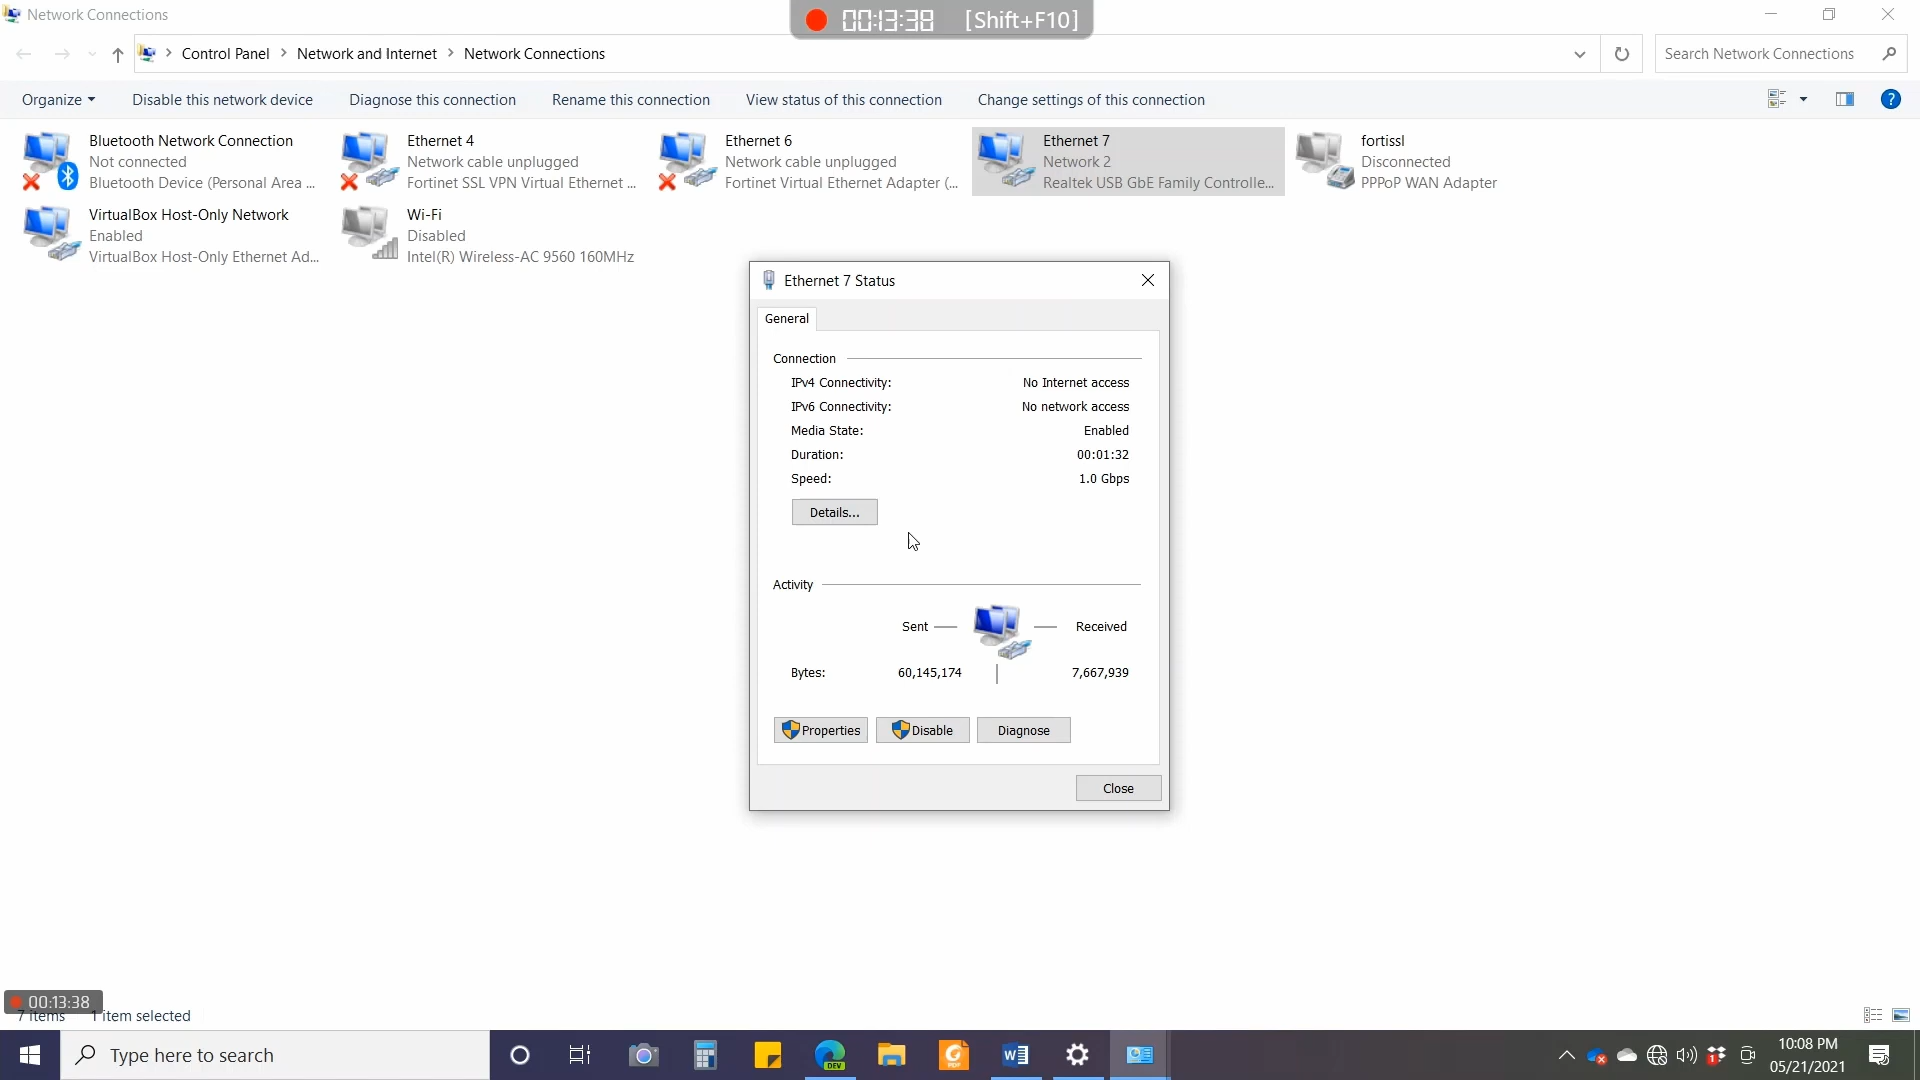 Network Connections
00:13:38 [Shift+F10]
Control Panel > Network and Internet > Network Connections
Search Network Connections
Organize Disable this network device Diagnose this connection Rename this connection View status of this connection Change settings of this connection
Bluetooth Network Connection
Not connected
Bluetooth Device (Personal Area ...
Ethernet 4
Network cable unplugged
Fortinet SSL VPN Virtual Ethernet ...
Ethernet 6
Network cable unplugged
Fortinet Virtual Ethernet Adapter (...
Ethernet 7
Network 2
Realtek USB GbE Family Controlle...
fortissl
Disconnected
PPPoP WAN Adapter
VirtualBox Host-Only Network
Enabled
VirtualBox Host-Only Ethernet Ad...
Wi-Fi
Disabled
Intel(R) Wireless-AC 9560 160MHz
Ethernet 7 Status
General
Connection
IPv4 Connectivity: No Internet access
IPv6 Connectivity: No network access
Media State: Enabled
Duration: 00:01:32
Speed: 1.0 Gbps
Details...
Activity
Sent Received
Bytes: 60,145,174 7,667,939
Properties Disable Diagnose
Close
00:13:38
7 items 1 item selected
Type here to search
DEV
PDF
10:08 PM
05/21/2021